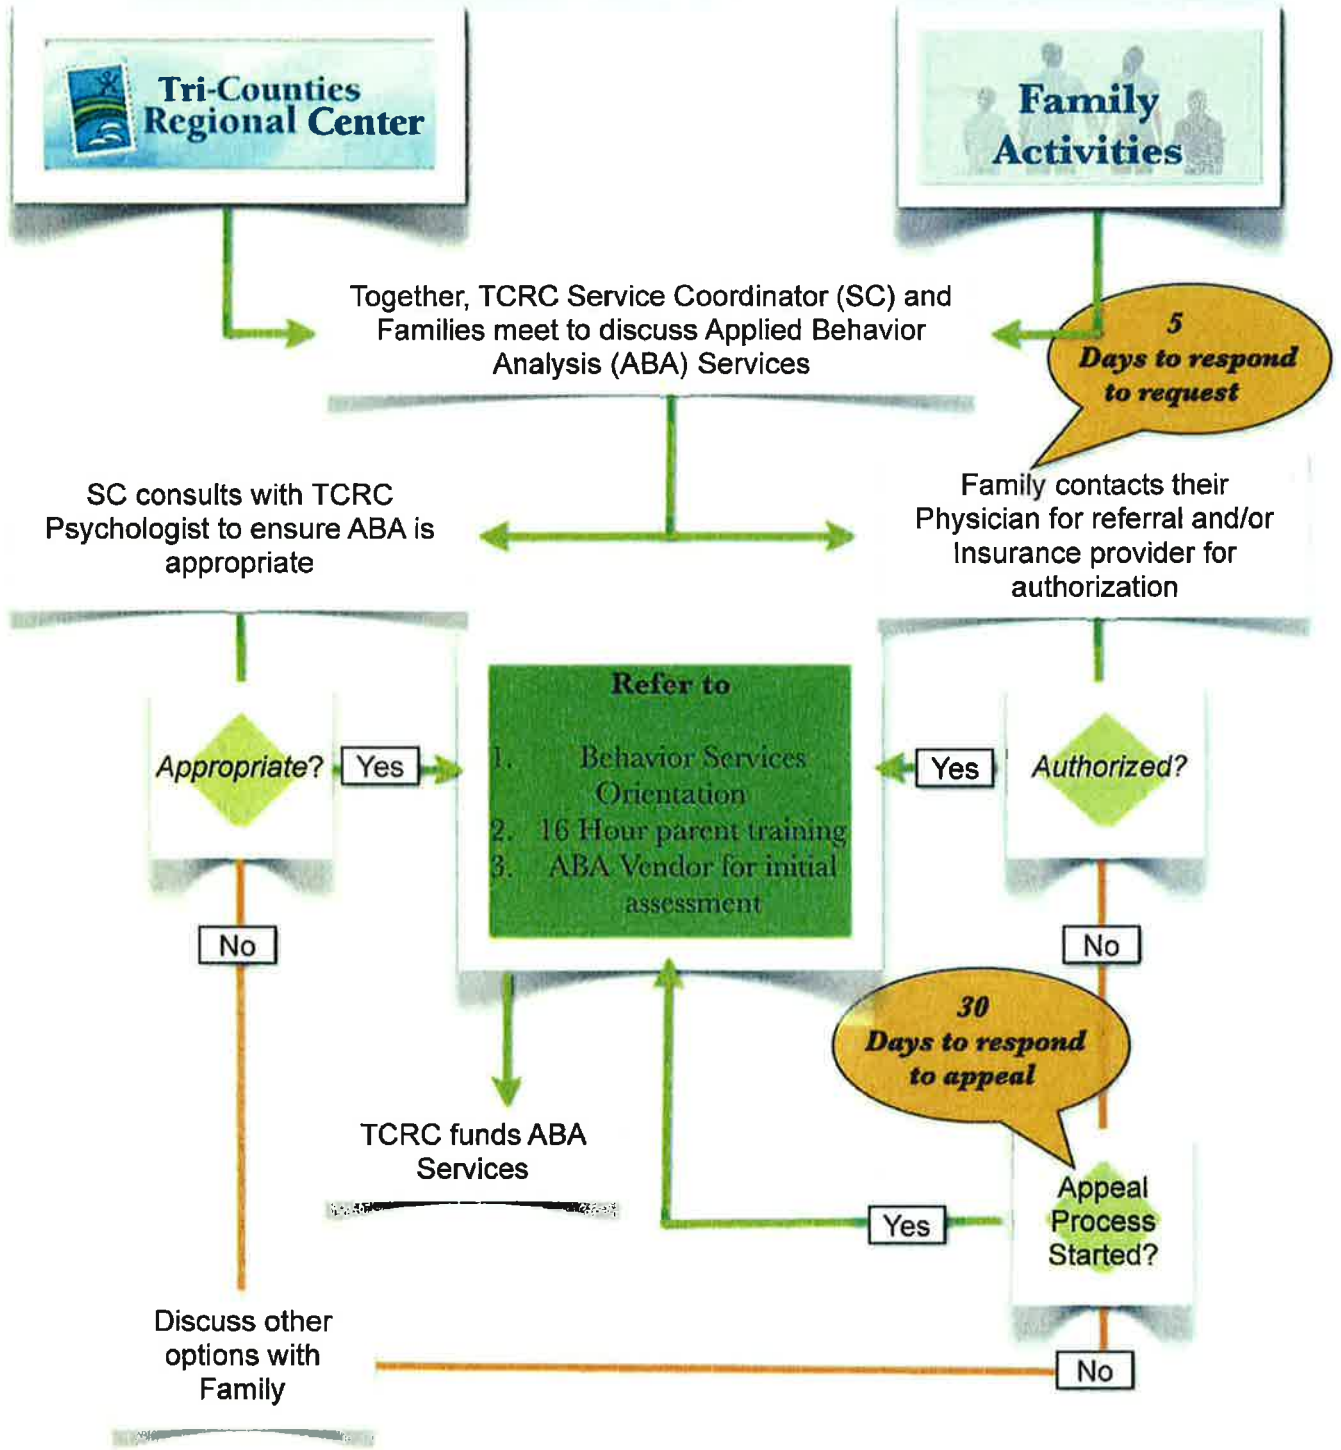 Tri-Counties
Regional Center
Family
Activities
Together, TCRC Service Coordinator (SC) and
Families meet to discuss Applied Behavior
Analysis (ABA) Services
5
Days to respond
to request
SC consults with TCRC
Psychologist to ensure ABA is
appropriate
Family contacts their
Physician for referral and/or
Insurance provider for
authorization
Refer to
1. Behavior Services
Orientation
2. 16 Hour parent training
3. ABA Vendor for initial
assessment
Appropriate?
Yes
Yes
Authorized?
No
No
30
Days to respond
to appeal
TCRC funds ABA
Services
Appeal
Process
Started?
Yes
Discuss other
options with
Family
No